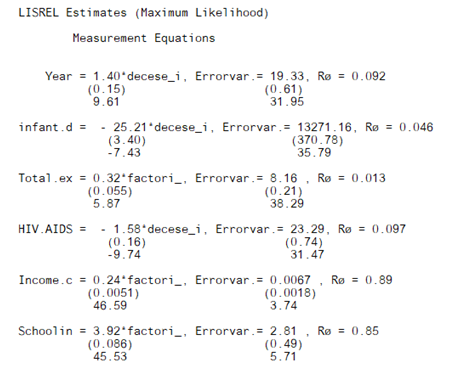 LISREL Estimates (Maximum Likelihood)
Measurement Equations
Year = 1.40*decese_i, Errorvar.= 19.33, Rø = 0.092
(0.15) (0.61)
9.61 31.95
infant.d = - 25.21*decese_i, Errorvar.= 13271.16, Rø = 0.046
(3.40) (370.78)
-7.43 35.79
Total.ex = 0.32*factori_, Errorvar.= 8.16 , Rø = 0.013
(0.055) (0.21)
5.87 38.29
HIV.AIDS = - 1.58*decese_i, Errorvar.= 23.29, Rø = 0.097
(0.16) (0.74)
-9.74 31.47
Income.c = 0.24*factori_, Errorvar.= 0.0067 , Rø = 0.89
(0.0051) (0.0018)
46.59 3.74
Schoolin = 3.92*factori_, Errorvar.= 2.81 , Rø = 0.85
(0.086) (0.49)
45.53 5.71